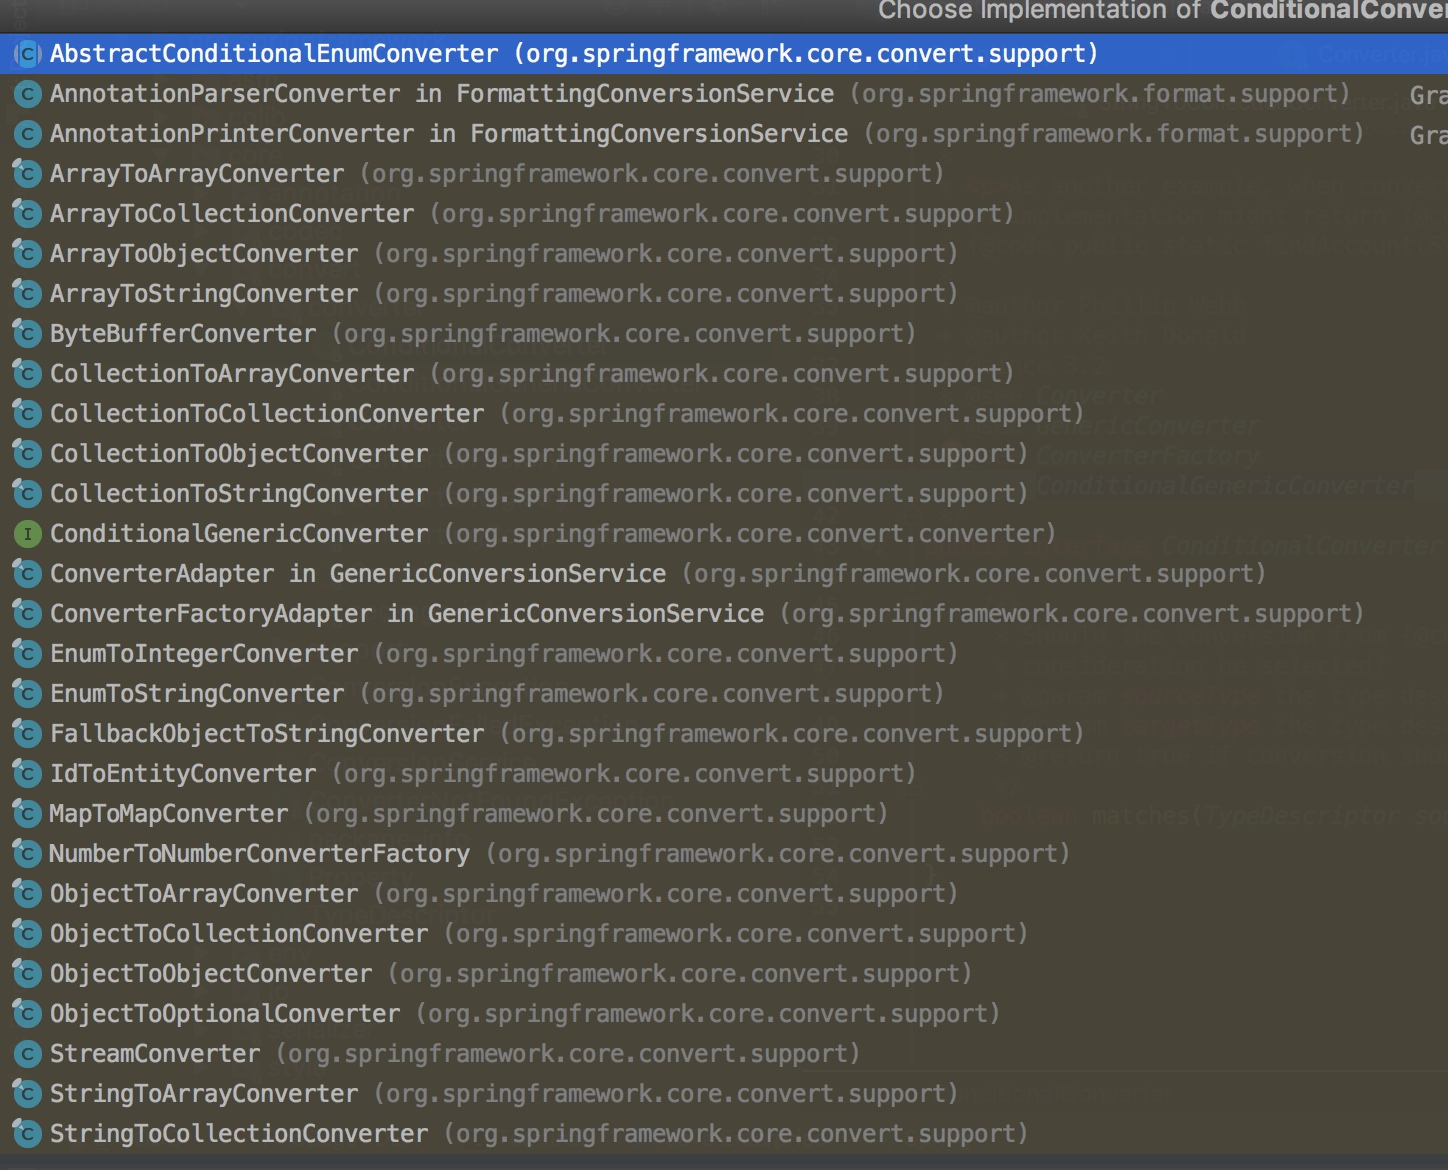 Choose Implementation of ConditionalConver
AbstractConditionalEnumConverter (org.springframework.core.convert.support)
AnnotationParserConverter in FormattingConversionService (org.springframework.format.support) Gra
AnnotationPrinterConverter in FormattingConversionService (org.springframework.format.support) Gra
ArrayToArrayConverter (org.springframework.core.convert.support)
ArrayToCollectionConverter (org.springframework.core.convert.support)
ArrayToObjectConverter (org.springframework.core.convert.support)
ArrayToStringConverter (org.springframework.core.convert.support)
ByteBufferConverter (org.springframework.core.convert.support)
CollectionToArrayConverter (org.springframework.core.convert.support)
CollectionToCollectionConverter (org.springframework.core.convert.support)
CollectionToObjectConverter (org.springframework.core.convert.support)
CollectionToStringConverter (org.springframework.core.convert.support)
ConditionalGenericConverter (org.springframework.core.convert.converter)
ConverterAdapter in GenericConversionService (org.springframework.core.convert.support)
ConverterFactoryAdapter in GenericConversionService (org.springframework.core.convert.support)
EnumToIntegerConverter (org.springframework.core.convert.support)
EnumToStringConverter (org.springframework.core.convert.support)
FallbackObjectToStringConverter (org.springframework.core.convert.support)
IdToEntityConverter (org.springframework.core.convert.support)
MapToMapConverter (org.springframework.core.convert.support)
NumberToNumberConverterFactory (org.springframework.core.convert.support)
ObjectToArrayConverter (org.springframework.core.convert.support)
ObjectToCollectionConverter (org.springframework.core.convert.support)
ObjectToObjectConverter (org.springframework.core.convert.support)
ObjectToOptionalConverter (org.springframework.core.convert.support)
StreamConverter (org.springframework.core.convert.support)
StringToArrayConverter (org.springframework.core.convert.support)
StringToCollectionConverter (org.springframework.core.convert.support)